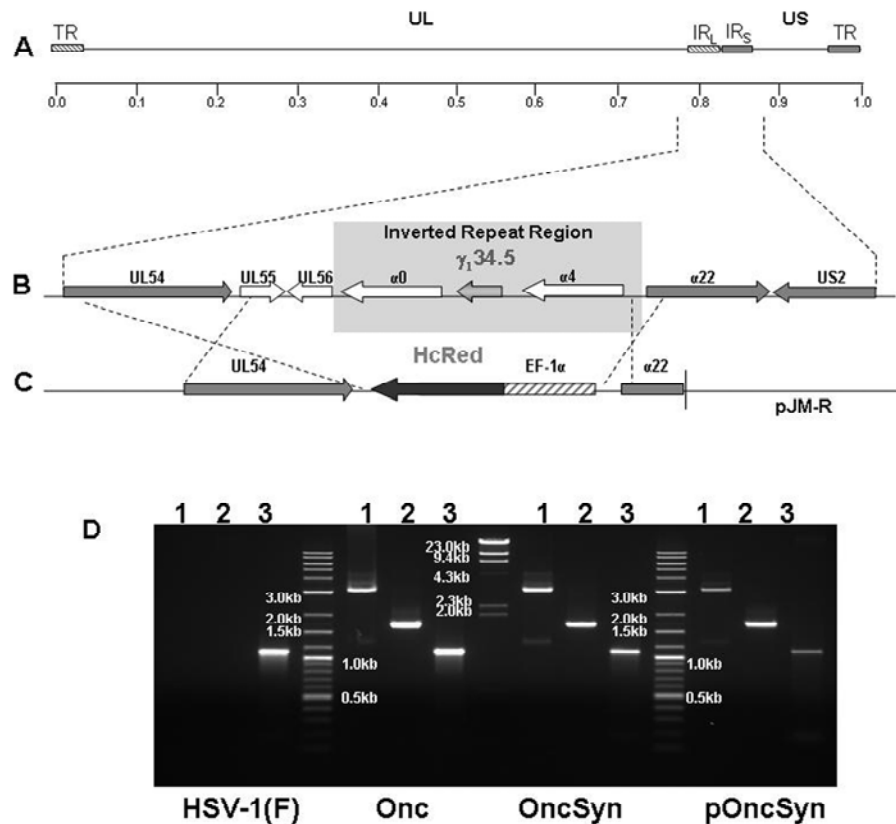 UL US
TR IR_L IR_S TR
A
0.0 0.1 0.2 0.3 0.4 0.5 0.6 0.7 0.8 0.9 1.0
Inverted Repeat Region
γ₁34.5
B UL54 UL55 UL56 α0 α4 α22 US2
HcRed
C UL54 EF-1α α22
pJM-R
D 1 2 3 1 2 3 1 2 3 1 2 3
23.0kb
9.4kb
4.3kb
3.0kb 2.3kb 3.0kb
2.0kb 2.0kb 2.0kb
1.5kb 1.5kb
1.0kb 1.0kb
0.5kb 0.5kb
HSV-1(F) Onc OncSyn pOncSyn